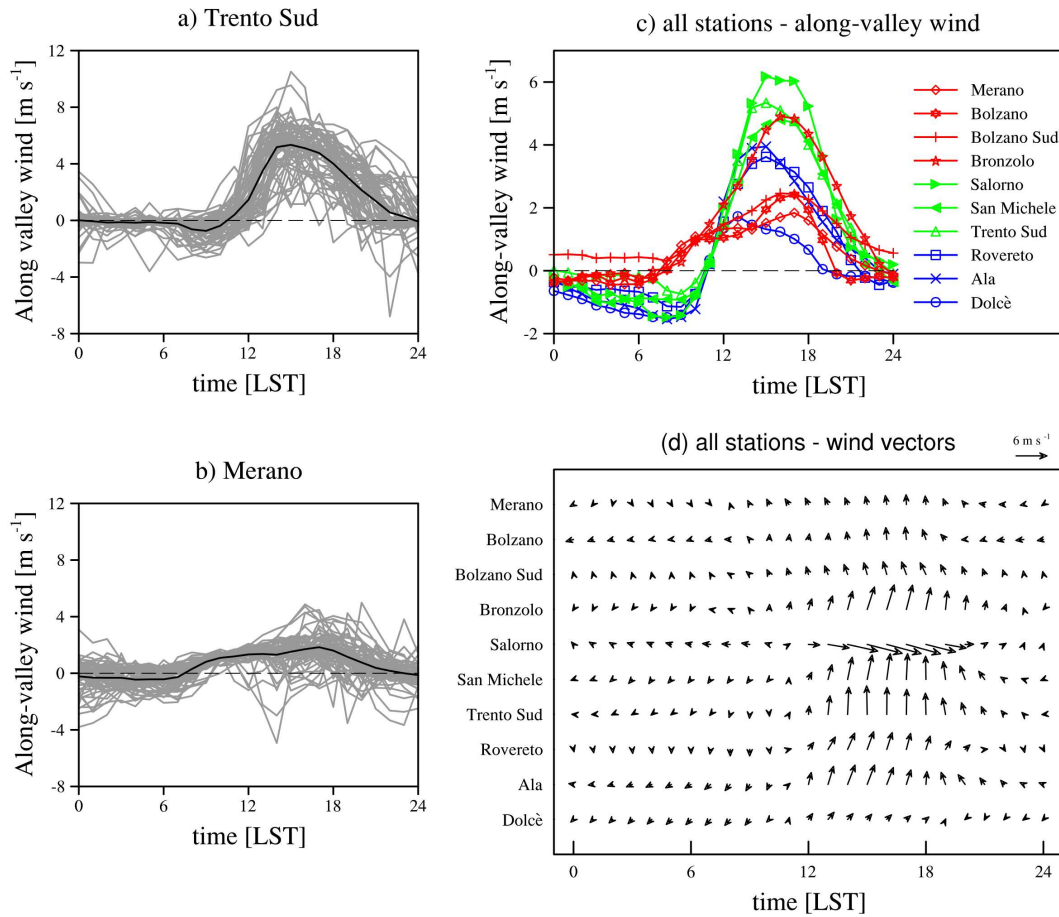 a) Trento Sud
Along-valley wind [m s⁻¹]
12
8
4
0
-4
-8
0 6 12 18 24
time [LST]
b) Merano
Along-valley wind [m s⁻¹]
12
8
4
0
-4
-8
0 6 12 18 24
time [LST]
c) all stations - along-valley wind
Along-valley wind [m s⁻¹]
6
4
2
0
-2
0 6 12 18 24
time [LST]
Merano
Bolzano
Bolzano Sud
Bronzolo
Salorno
San Michele
Trento Sud
Rovereto
Ala
Dolcè
(d) all stations - wind vectors
6 m s⁻¹
Merano
Bolzano
Bolzano Sud
Bronzolo
Salorno
San Michele
Trento Sud
Rovereto
Ala
Dolcè
0 6 12 18 24
time [LST]